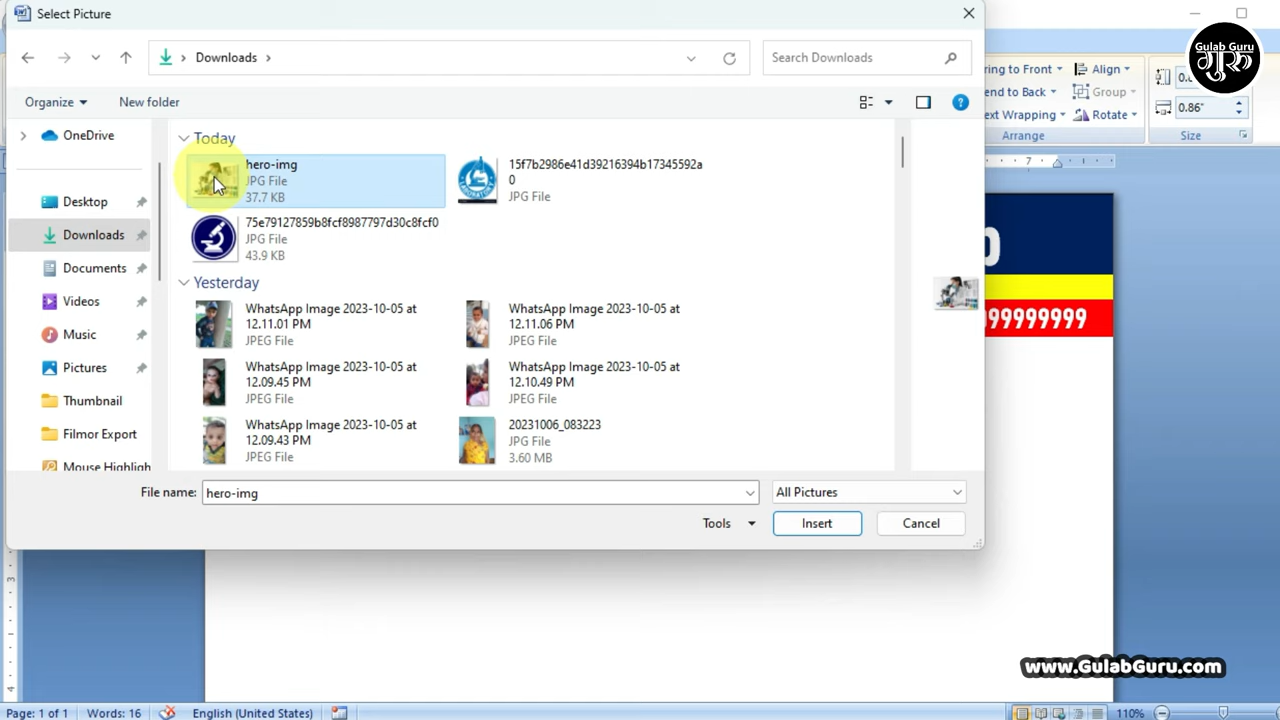 Select Picture
Gulab Guru
गुरु
Downloads
Search Downloads
ring to Front
Align
end to Back
Group
ext Wrapping
Rotate
Arrange
0.86"
Size
Organize
New folder
OneDrive
Desktop
Downloads
Documents
Videos
Music
Pictures
Thumbnail
Filmor Export
Mouse Highligh
Today
hero-img
JPG File
37.7 KB
15f7b2986e41d39216394b17345592a
0
JPG File
75e79127859b8fcf8987797d30c8fcf0
JPG File
43.9 KB
Yesterday
WhatsApp Image 2023-10-05 at
12.11.01 PM
JPEG File
WhatsApp Image 2023-10-05 at
12.11.06 PM
JPEG File
WhatsApp Image 2023-10-05 at
12.09.45 PM
JPEG File
WhatsApp Image 2023-10-05 at
12.10.49 PM
JPEG File
WhatsApp Image 2023-10-05 at
12.09.43 PM
JPEG File
20231006_083223
JPG File
3.60 MB
7
99999999
File name:
hero-img
All Pictures
Tools
Insert
Cancel
3
4
www.GulabGuru.com
Page: 1 of 1
Words: 16
English (United States)
110%